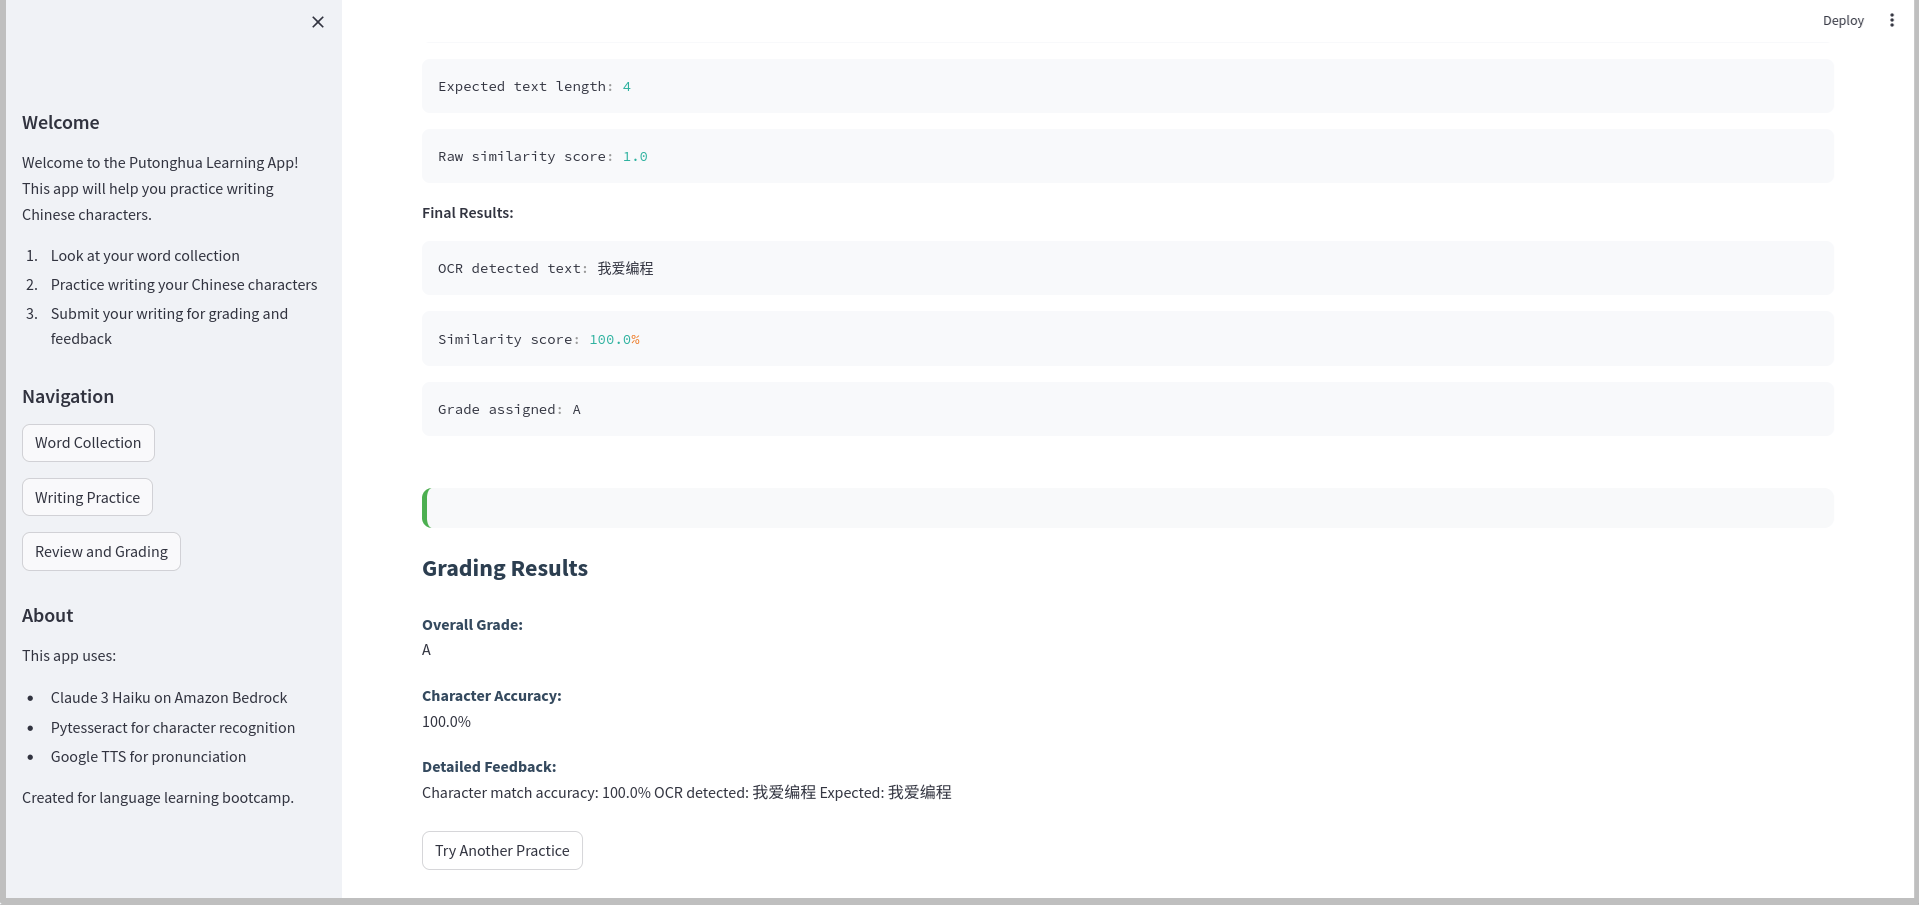 Deploy
Welcome
Welcome to the Putonghua Learning App!
This app will help you practice writing
Chinese characters.
1. Look at your word collection
2. Practice writing your Chinese characters
3. Submit your writing for grading and
feedback
Navigation
Word Collection
Writing Practice
Review and Grading
About
This app uses:
• Claude 3 Haiku on Amazon Bedrock
• Pytesseract for character recognition
• Google TTS for pronunciation
Created for language learning bootcamp.
Expected text length: 4
Raw similarity score: 1.0
Final Results:
OCR detected text: 我爱编程
Similarity score: 100.0%
Grade assigned: A
Grading Results
Overall Grade:
A
Character Accuracy:
100.0%
Detailed Feedback:
Character match accuracy: 100.0% OCR detected: 我爱编程 Expected: 我爱编程
Try Another Practice